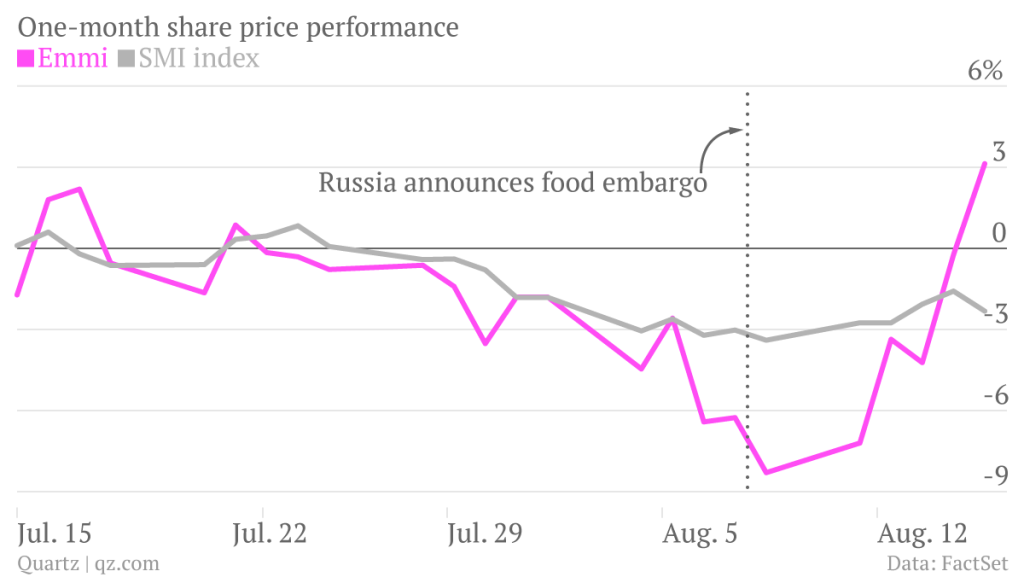 One-month share price performance
Emmi SMI index
6%
3
Russia announces food embargo
0
-3
-6
-9
Jul. 15 Jul. 22 Jul. 29 Aug. 5 Aug. 12
Quartz | qz.com Data: FactSet